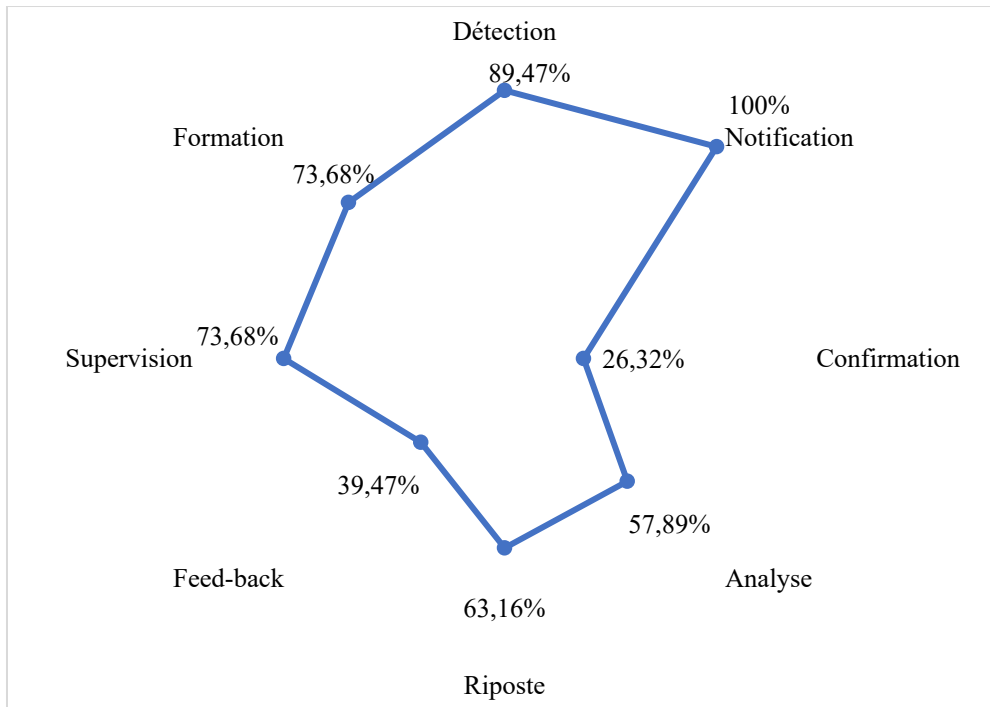 Détection
89,47%
100%
Notification
Formation
73,68%
73,68%
Supervision
26,32%
Confirmation
39,47%
57,89%
Feed-back
Analyse
63,16%
Riposte